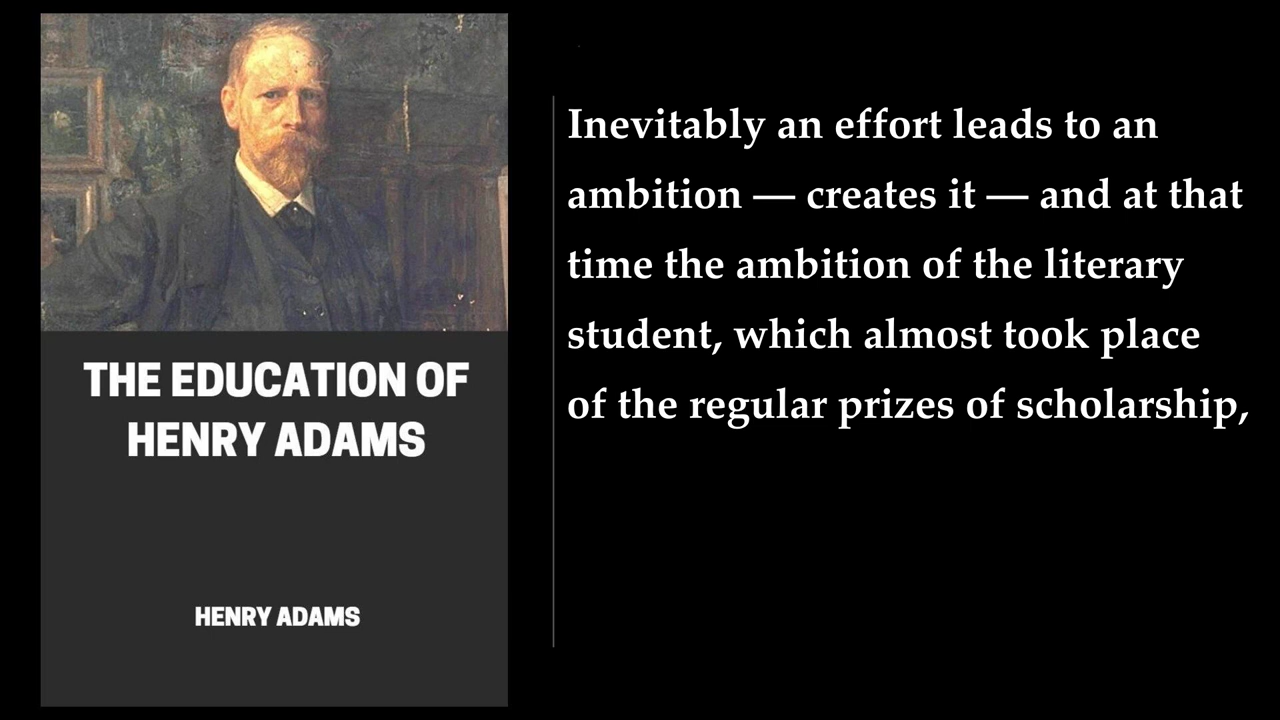 THE EDUCATION OF
HENRY ADAMS
HENRY ADAMS
Inevitably an effort leads to an
ambition — creates it — and at that
time the ambition of the literary
student, which almost took place
of the regular prizes of scholarship,